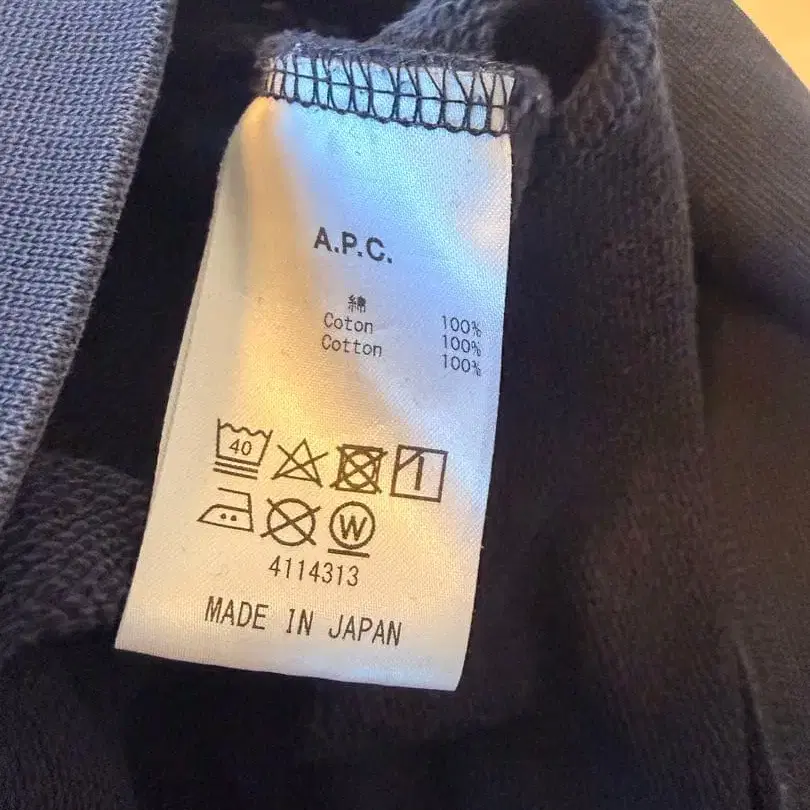 A.P.C.
綿 100%
Coton 100%
Cotton 100%
40
W
4114313
MADE IN JAPAN